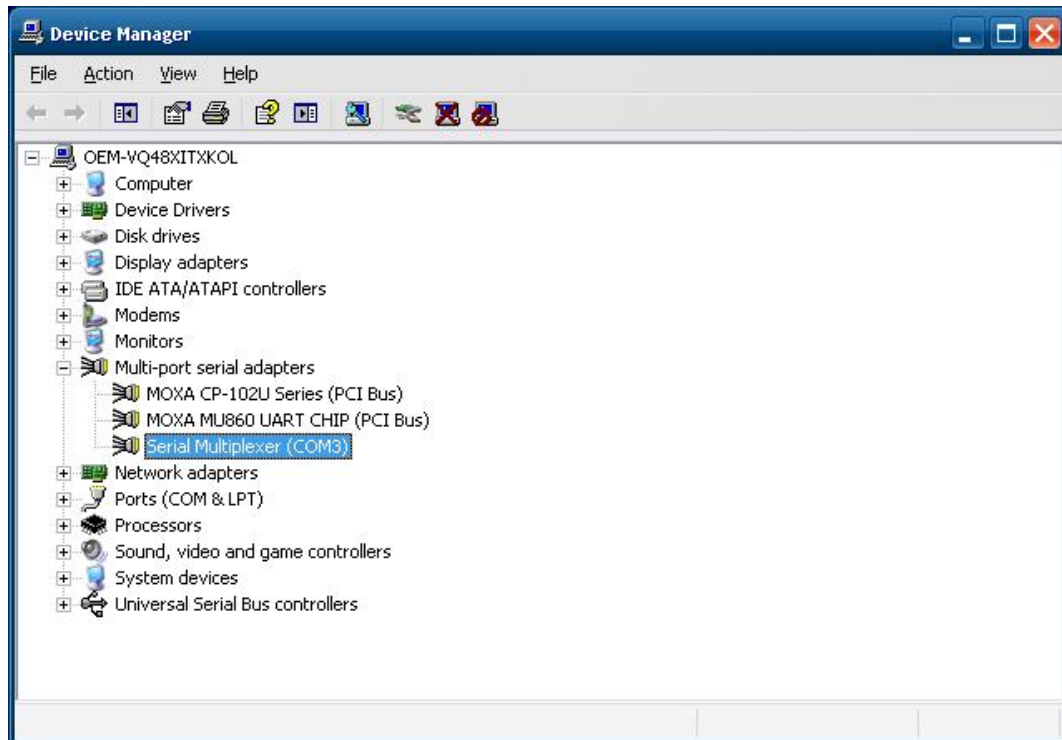 Device Manager
File Action View Help
OEM-VQ48XITXKOL
Computer
Device Drivers
Disk drives
Display adapters
IDE ATA/ATAPI controllers
Modems
Monitors
Multi-port serial adapters
MOXA CP-102U Series (PCI Bus)
MOXA MU860 UART CHIP (PCI Bus)
Serial Multiplexer (COM3)
Network adapters
Ports (COM & LPT)
Processors
Sound, video and game controllers
System devices
Universal Serial Bus controllers